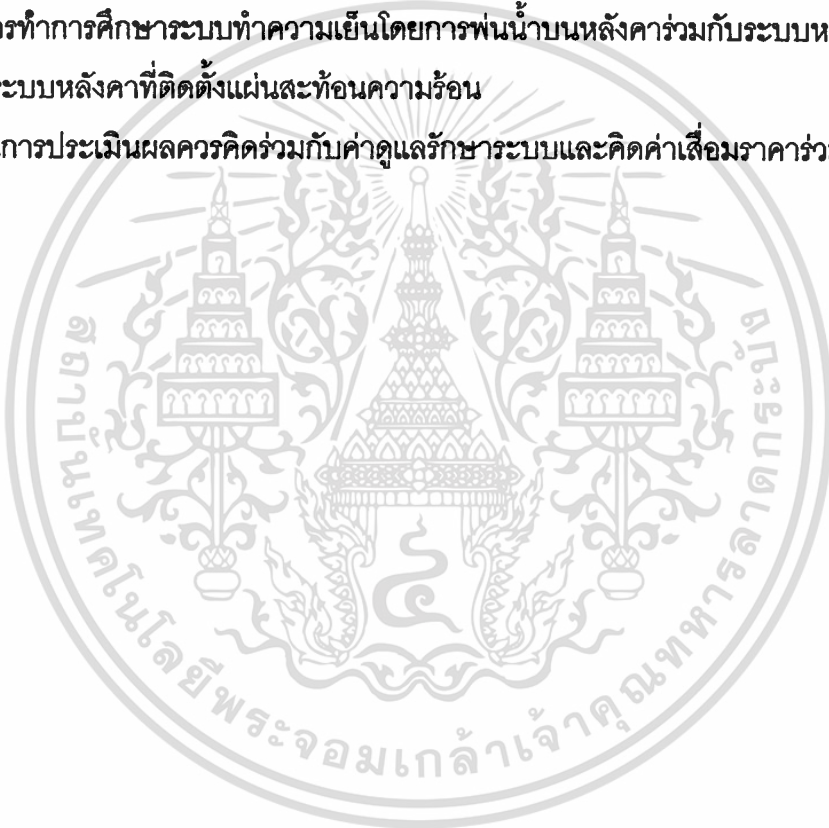 รทำการศึกษาระบบทำความเย็นโดยการพ่นน้ำบนหลังคาร่วมกับระบบห
ะบบหลังคาที่ติดตั้งแผ่นสะท้อนความร้อน
การประเมินผลควรคิดร่วมกับค่าดูแลรักษาระบบและคิดค่าเสื่อมราคาร่ว
สถาบันเทคโนโลยีพระจอมเกล้าเจ้าคุณทหารลาดกระบัง